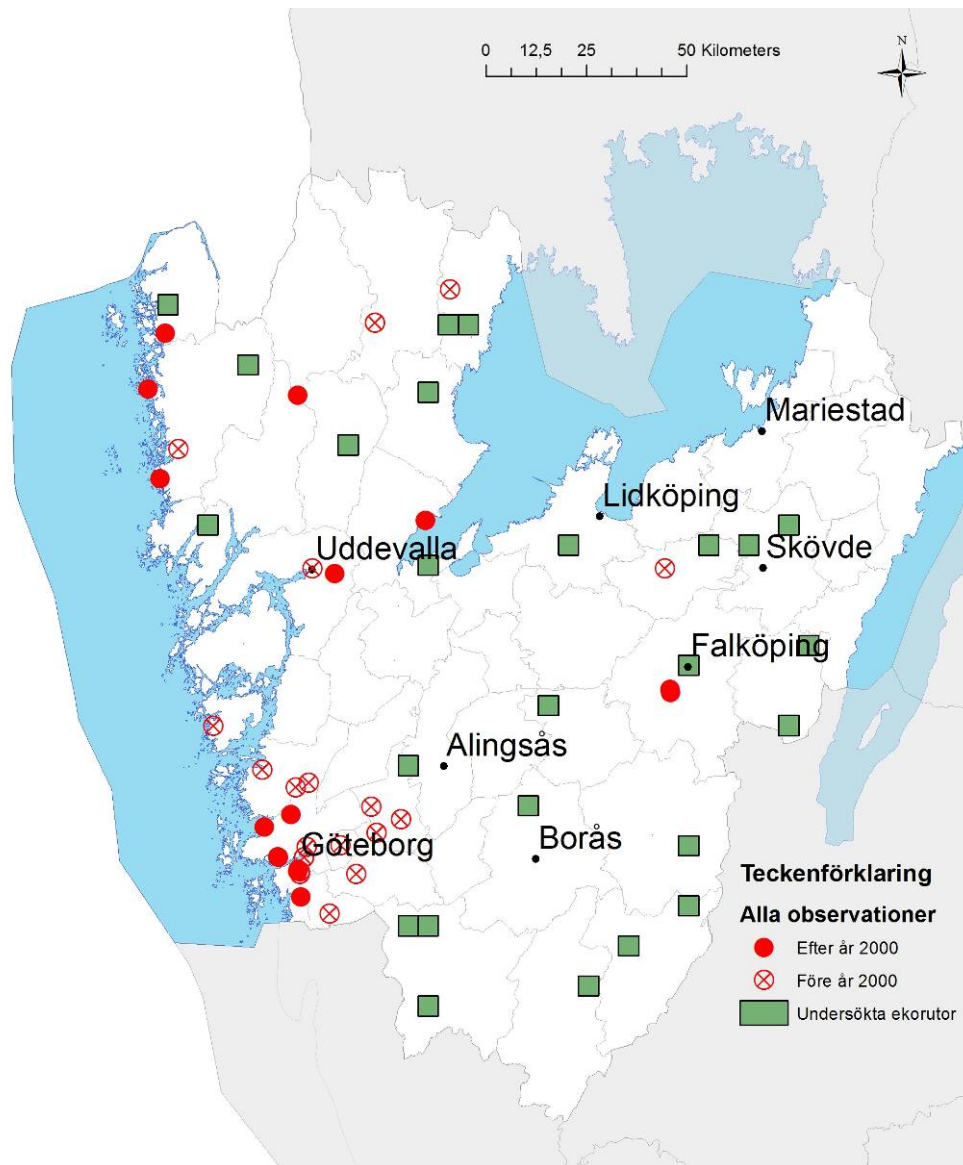 0 12,5 25 50 Kilometers
N
Mariestad
Lidköping
Uddevalla
Skövde
Falköping
Alingsås
Göteborg
Borås
Teckenförklaring
Alla observationer
Efter år 2000
Före år 2000
Undersökta ekorutor